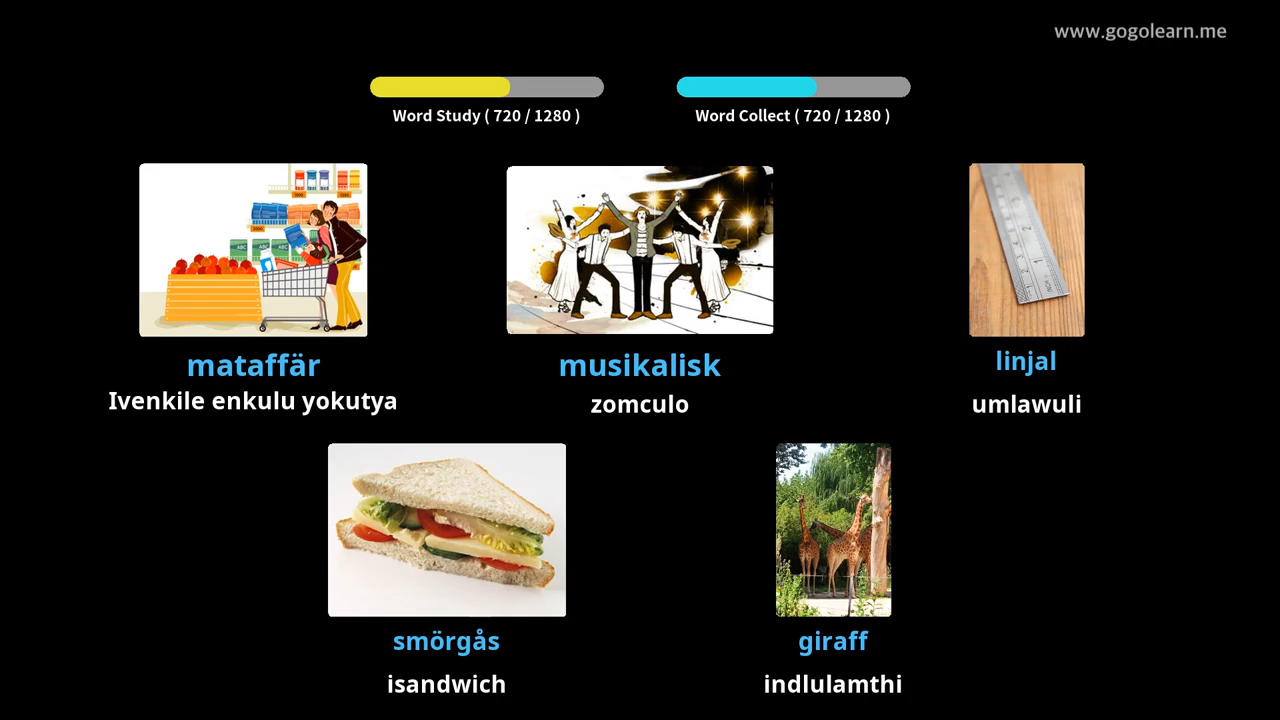 www.gogolearn.me
Word Study ( 720 / 1280 )
Word Collect ( 720 / 1280 )
mataffär
Ivenkile enkulu yokutya
musikalisk
zomculo
linjal
umlawuli
smörgås
isandwich
giraff
indlulamthi